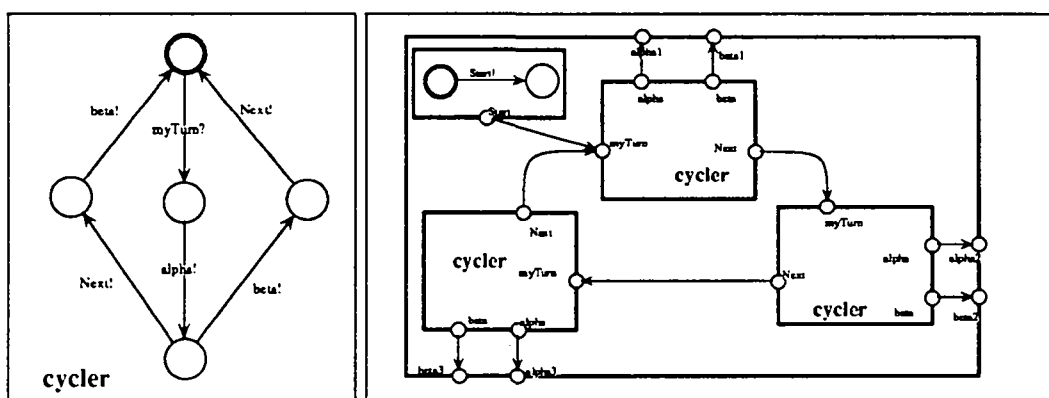 beta!
Next!
myTurn?
alpha!
Next!
beta!
cycler
alpha1
beta1
Start!
Start
alpha
beta
myTurn
Next
cycler
Next
cycler
myTurn
beta
alpha
beta3
alpha3
myTurn
alpha
alpha2
Next
beta
beta2
cycler